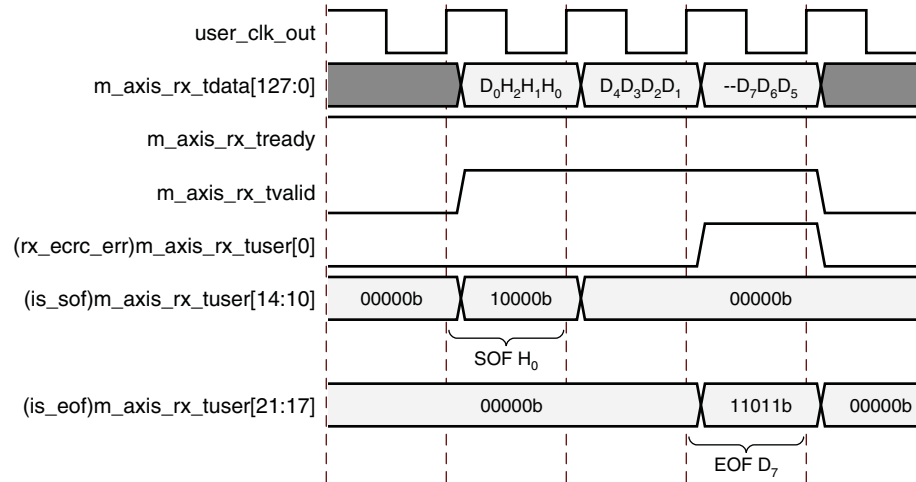 user_clk_out
m_axis_rx_tdata[127:0] D₀H₂H₁H₀ D₄D₃D₂D₁ --D₇D₆D₅
m_axis_rx_tready
m_axis_rx_tvalid
(rx_ecrc_err)m_axis_rx_tuser[0]
(is_sof)m_axis_rx_tuser[14:10] 00000b 10000b 00000b
SOF H₀
(is_eof)m_axis_rx_tuser[21:17] 00000b 11011b 00000b
EOF D₇